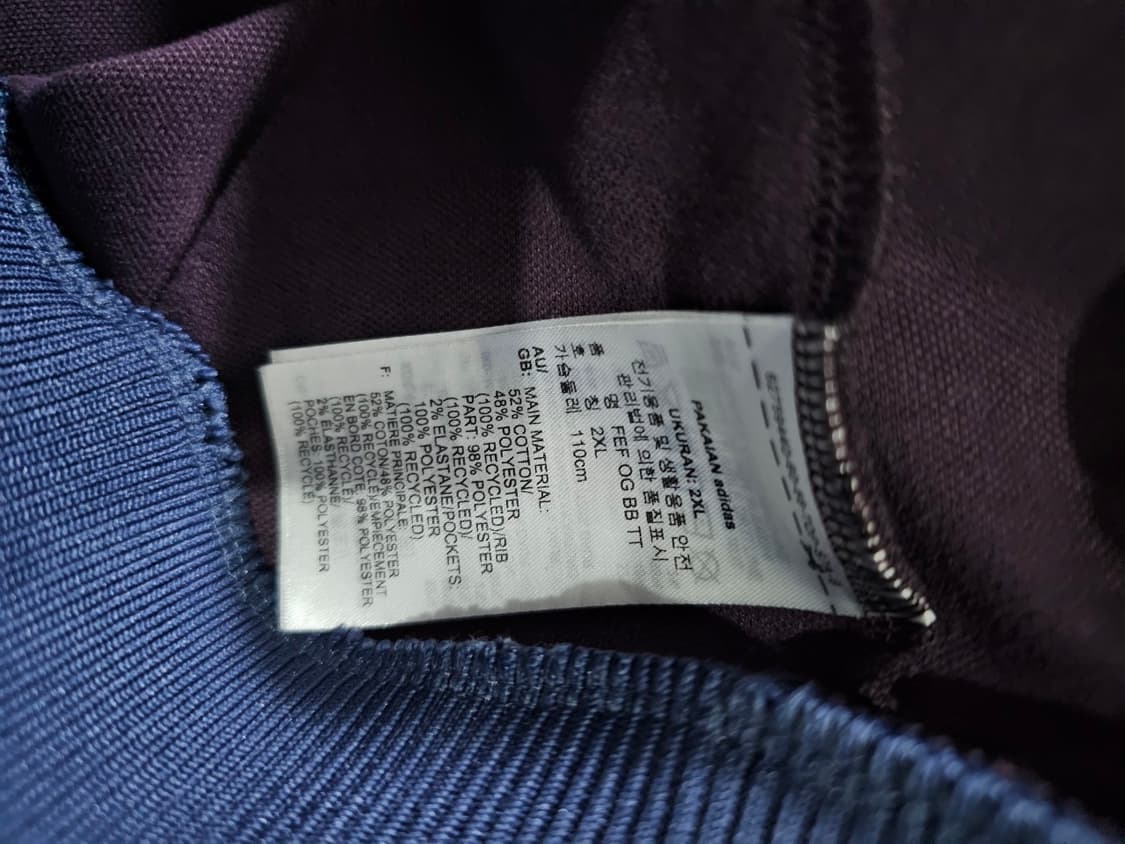 PAKAIAN adidas
UKURAN: 2XL
전기용품 및 생활용품 안전
관리법에 의한 품질표시
품 명 FEF OG BB TT
호 칭 2XL
가슴둘레 110cm
AU/
GB: MAIN MATERIAL:
52% COTTON/
48% POLYESTER
(100% RECYCLED)/RIB
PART: 98% POLYESTER
(100% RECYCLED)/
2% ELASTANE/POCKETS:
100% POLYESTER
(100% RECYCLED)
F: MATIERE PRINCIPALE:
52% COTON/48% POLYESTER
(100% RECYCLE)/EMPIECEMENT
EN BORD COTE: 98% POLYESTER
(100% RECYCLE)/
2% ELASTHANNE/
POCHES: 100% POLYESTER
(100% RECYCLE)